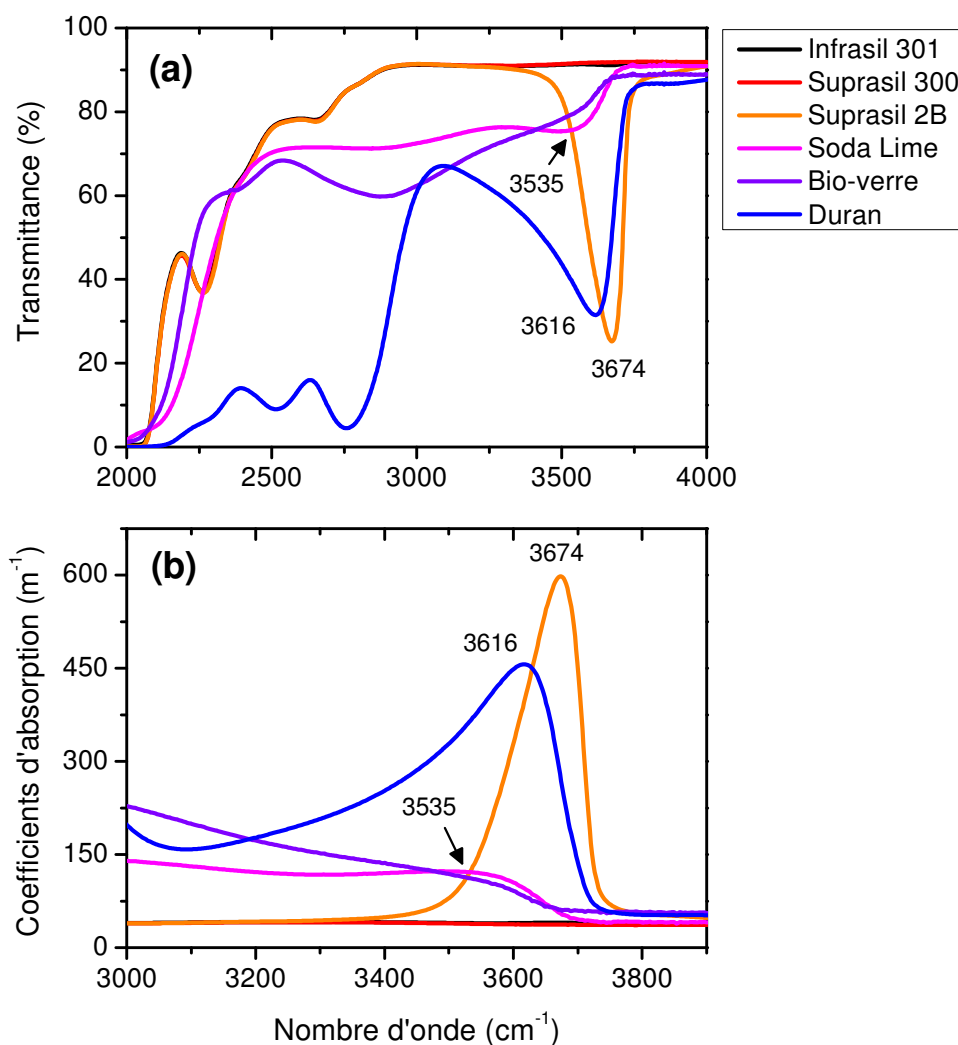 (a)
Transmittance (%)
100
80
60
40
20
0
2000
2500
3000
3500
4000
3535
3616
3674
Infrasil 301
Suprasil 300
Suprasil 2B
Soda Lime
Bio-verre
Duran
(b)
Coefficients d'absorption (m-1)
600
450
300
150
0
3000
3200
3400
3600
3800
3674
3616
3535
Nombre d'onde (cm-1)